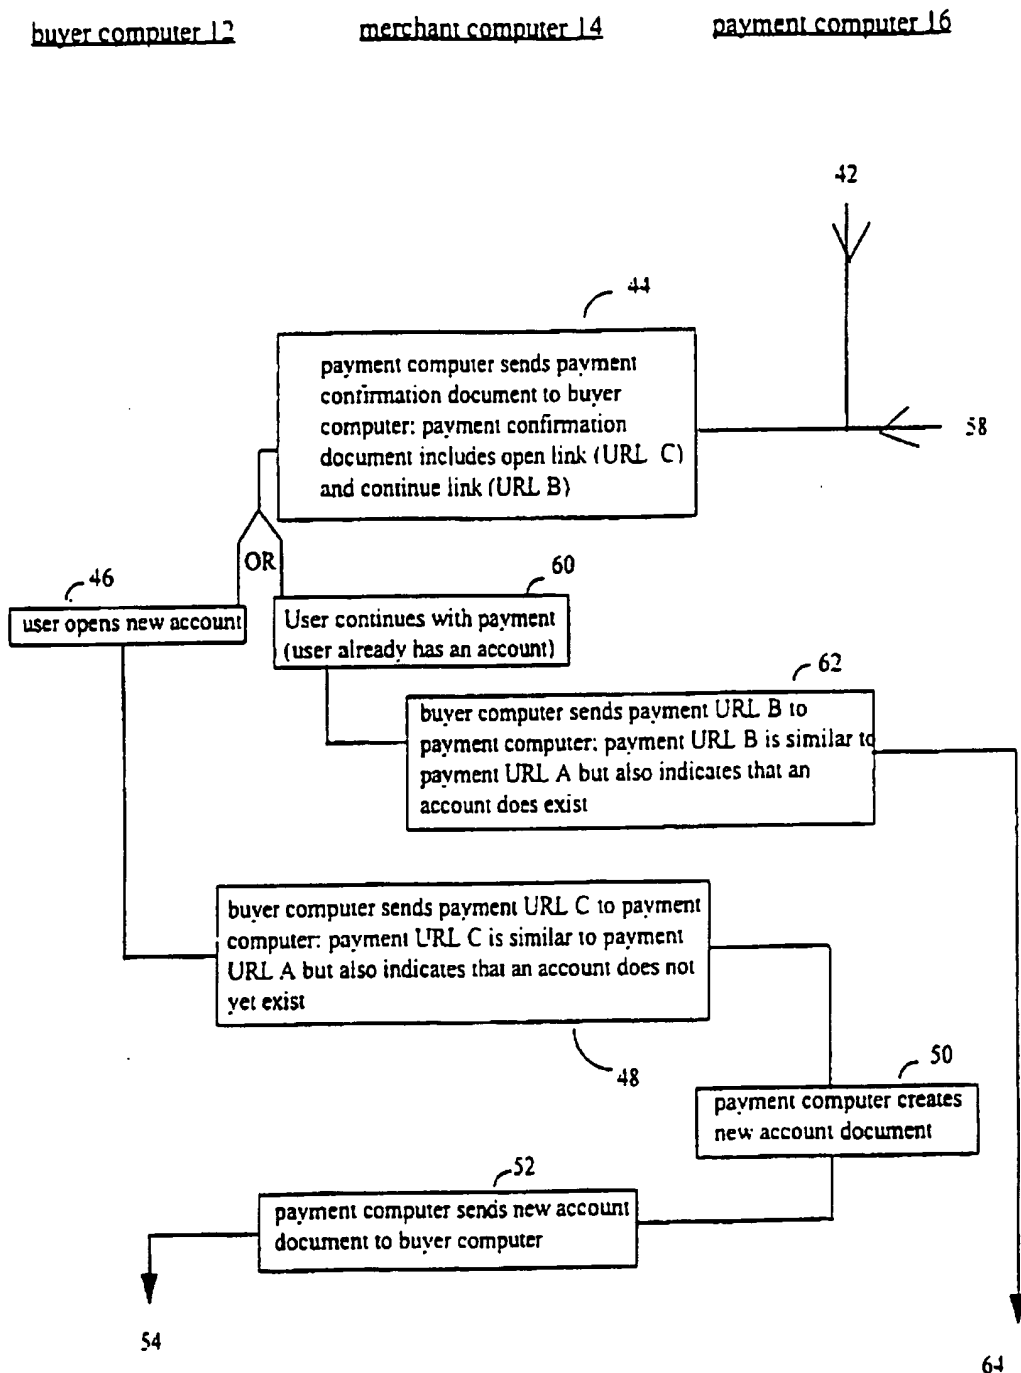 buyer computer 12 merchant computer 14 payment computer 16
42
44
payment computer sends payment
confirmation document to buyer
computer: payment confirmation
document includes open link (URL C)
and continue link (URL B)
58
OR
46
user opens new account
60
User continues with payment
(user already has an account)
62
buyer computer sends payment URL B to
payment computer: payment URL B is similar to
payment URL A but also indicates that an
account does exist
buyer computer sends payment URL C to payment
computer: payment URL C is similar to payment
URL A but also indicates that an account does not
yet exist
48
50
payment computer creates
new account document
52
payment computer sends new account
document to buyer computer
54
64